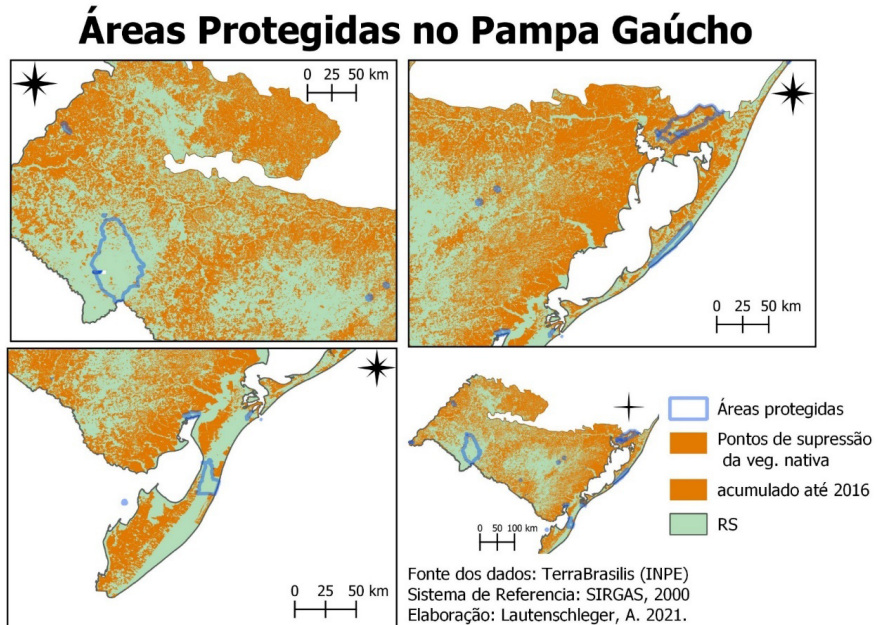 Áreas Protegidas no Pampa Gaúcho
0 25 50 km
0 25 50 km
0 25 50 km
0 50 100 km
Áreas protegidas
Pontos de supressão
da veg. nativa
acumulado até 2016
RS
Fonte dos dados: TerraBrasilis (INPE)
Sistema de Referencia: SIRGAS, 2000
Elaboração: Lautenschleger, A. 2021.